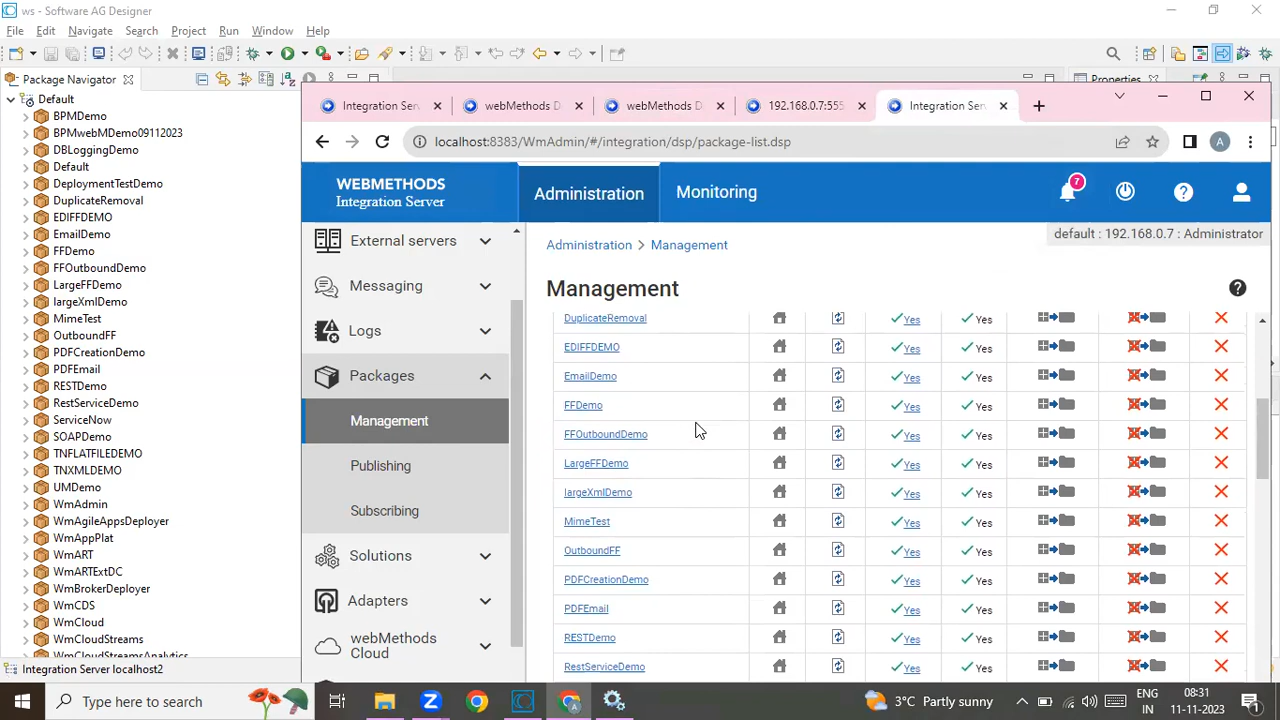 ws - Software AG Designer
File Edit Navigate Search Project Run Window Help
Package Navigator
Properties
Default
BPMDemo
BPMwebMDemo09112023
DBLoggingDemo
Default
DeploymentTestDemo
DuplicateRemoval
EDIFFDEMO
EmailDemo
FFDemo
FFOutboundDemo
LargeFFDemo
largeXmlDemo
MimeTest
OutboundFF
PDFCreationDemo
PDFEmail
RESTDemo
RestServiceDemo
ServiceNow
SOAPDemo
TNFLATFILEDEMO
TNXMLDEMO
UMDemo
WmAdmin
WmAgileAppsDeployer
WmAppPlat
WmART
WmARTExtDC
WmBrokerDeployer
WmCDS
WmCloud
WmCloudStreams
WmCloudStreamsAnalytics
Integration Server localhost2
Integration Serv
webMethods D
webMethods D
192.168.0.7:555
Integration Serv
localhost:8383/WmAdmin/#/integration/dsp/package-list.dsp
A
WEBMETHODS
Integration Server
Administration
Monitoring
7
default : 192.168.0.7 : Administrator
External servers
Messaging
Logs
Packages
Management
Publishing
Subscribing
Solutions
Adapters
webMethods
Cloud
Administration > Management
Management
DuplicateRemoval Yes Yes
EDIFFDEMO Yes Yes
EmailDemo Yes Yes
FFDemo Yes Yes
FFOutboundDemo Yes Yes
LargeFFDemo Yes Yes
largeXmlDemo Yes Yes
MimeTest Yes Yes
OutboundFF Yes Yes
PDFCreationDemo Yes Yes
PDFEmail Yes Yes
RESTDemo Yes Yes
RestServiceDemo Yes Yes
Type here to search
3°C Partly sunny
ENG
IN
08:31
11-11-2023
1